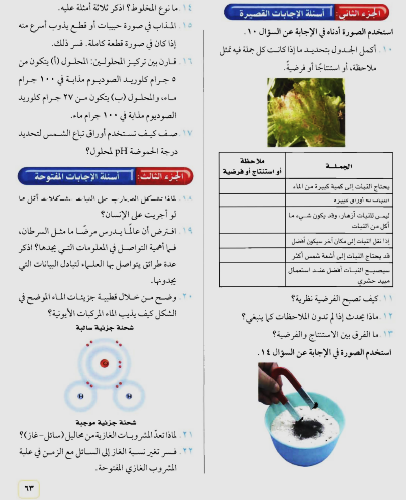 الجزء الثاني: أسئلة الإجابات القصيرة
استخدم الصورة أدناه في الإجابة عن السؤال ١٠.
١٠. أكمل الجدول بتحديد ما إذا كانت كل جملة فيه تمثل
ملاحظة، أو استنتاجًا أو فرضية.
الجملة
ملاحظة
أو استنتاج أو فرضية
يحتاج النبات إلى كمية كبيرة من الماء
النبات له أوراق كبيرة
ليس للنبات أزهار، وقد يكون شيء ما
أكل من النبات
إذا نقل النبات إلى مكان آخر سيكون أفضل
قد يحتاج النبات إلى أشعة شمس أكثر
سيصبح النبات أفضل عند استعمال
مبيد حشري
١١. كيف تصبح الفرضية نظرية؟
١٢. ماذا يحدث إذا لم تدون الملاحظات كما ينبغي؟
١٣. ما الفرق بين الاستنتاج والفرضية؟
استخدم الصورة في الإجابة عن السؤال ١٤.
١٤. ما نوع المخلوط؟ اذكر ثلاثة أمثلة عليه.
١٥. المذاب في صورة حبيبات أو قطع يذوب أسرع منه
إذا كان في صورة قطعة كاملة. فسر ذلك.
١٦. قارن بين تركيز المحلولين: المحلول (أ) يتكون من
٥ جرام كلوريد الصوديوم مذابة في ١٠٠ جرام
ماء، والمحلول (ب) يتكون من ٢٧ جرام كلوريد
الصوديوم مذابة في ١٠٠ جرام ماء.
١٧. صف كيف تستخدم أوراق تباع الشمس لتحديد
درجة الحموضة pH لمحلول؟
الجزء الثالث: أسئلة الإجابات المفتوحة
١٨. لماذا تشكل التجارب على النبات مشكلات أقل مما
لو أجريت على الإنسان؟
١٩. افترض أن عالمًا يدرس مرضًا ما مثل السرطان،
فما أهمية التواصل في المعلومات التي يجدها؟ اذكر
عدة طرائق يتواصل بها العلماء لتبادل البيانات التي
يجدونها.
٢٠. وضح من خلال قطبية جزيئات الماء الموضح في
الشكل كيف يذيب الماء المركبات الأيونية؟
شحنة جزئية سالبة
شحنة جزئية موجبة
٢١. لماذا تعدّ المشروبات الغازية من محاليل (سائل-غاز)؟
٢٢. فسر تغير نسبة الغاز إلى السائل مع الزمن في علبة
المشروب الغازي المفتوحة.
٦٣